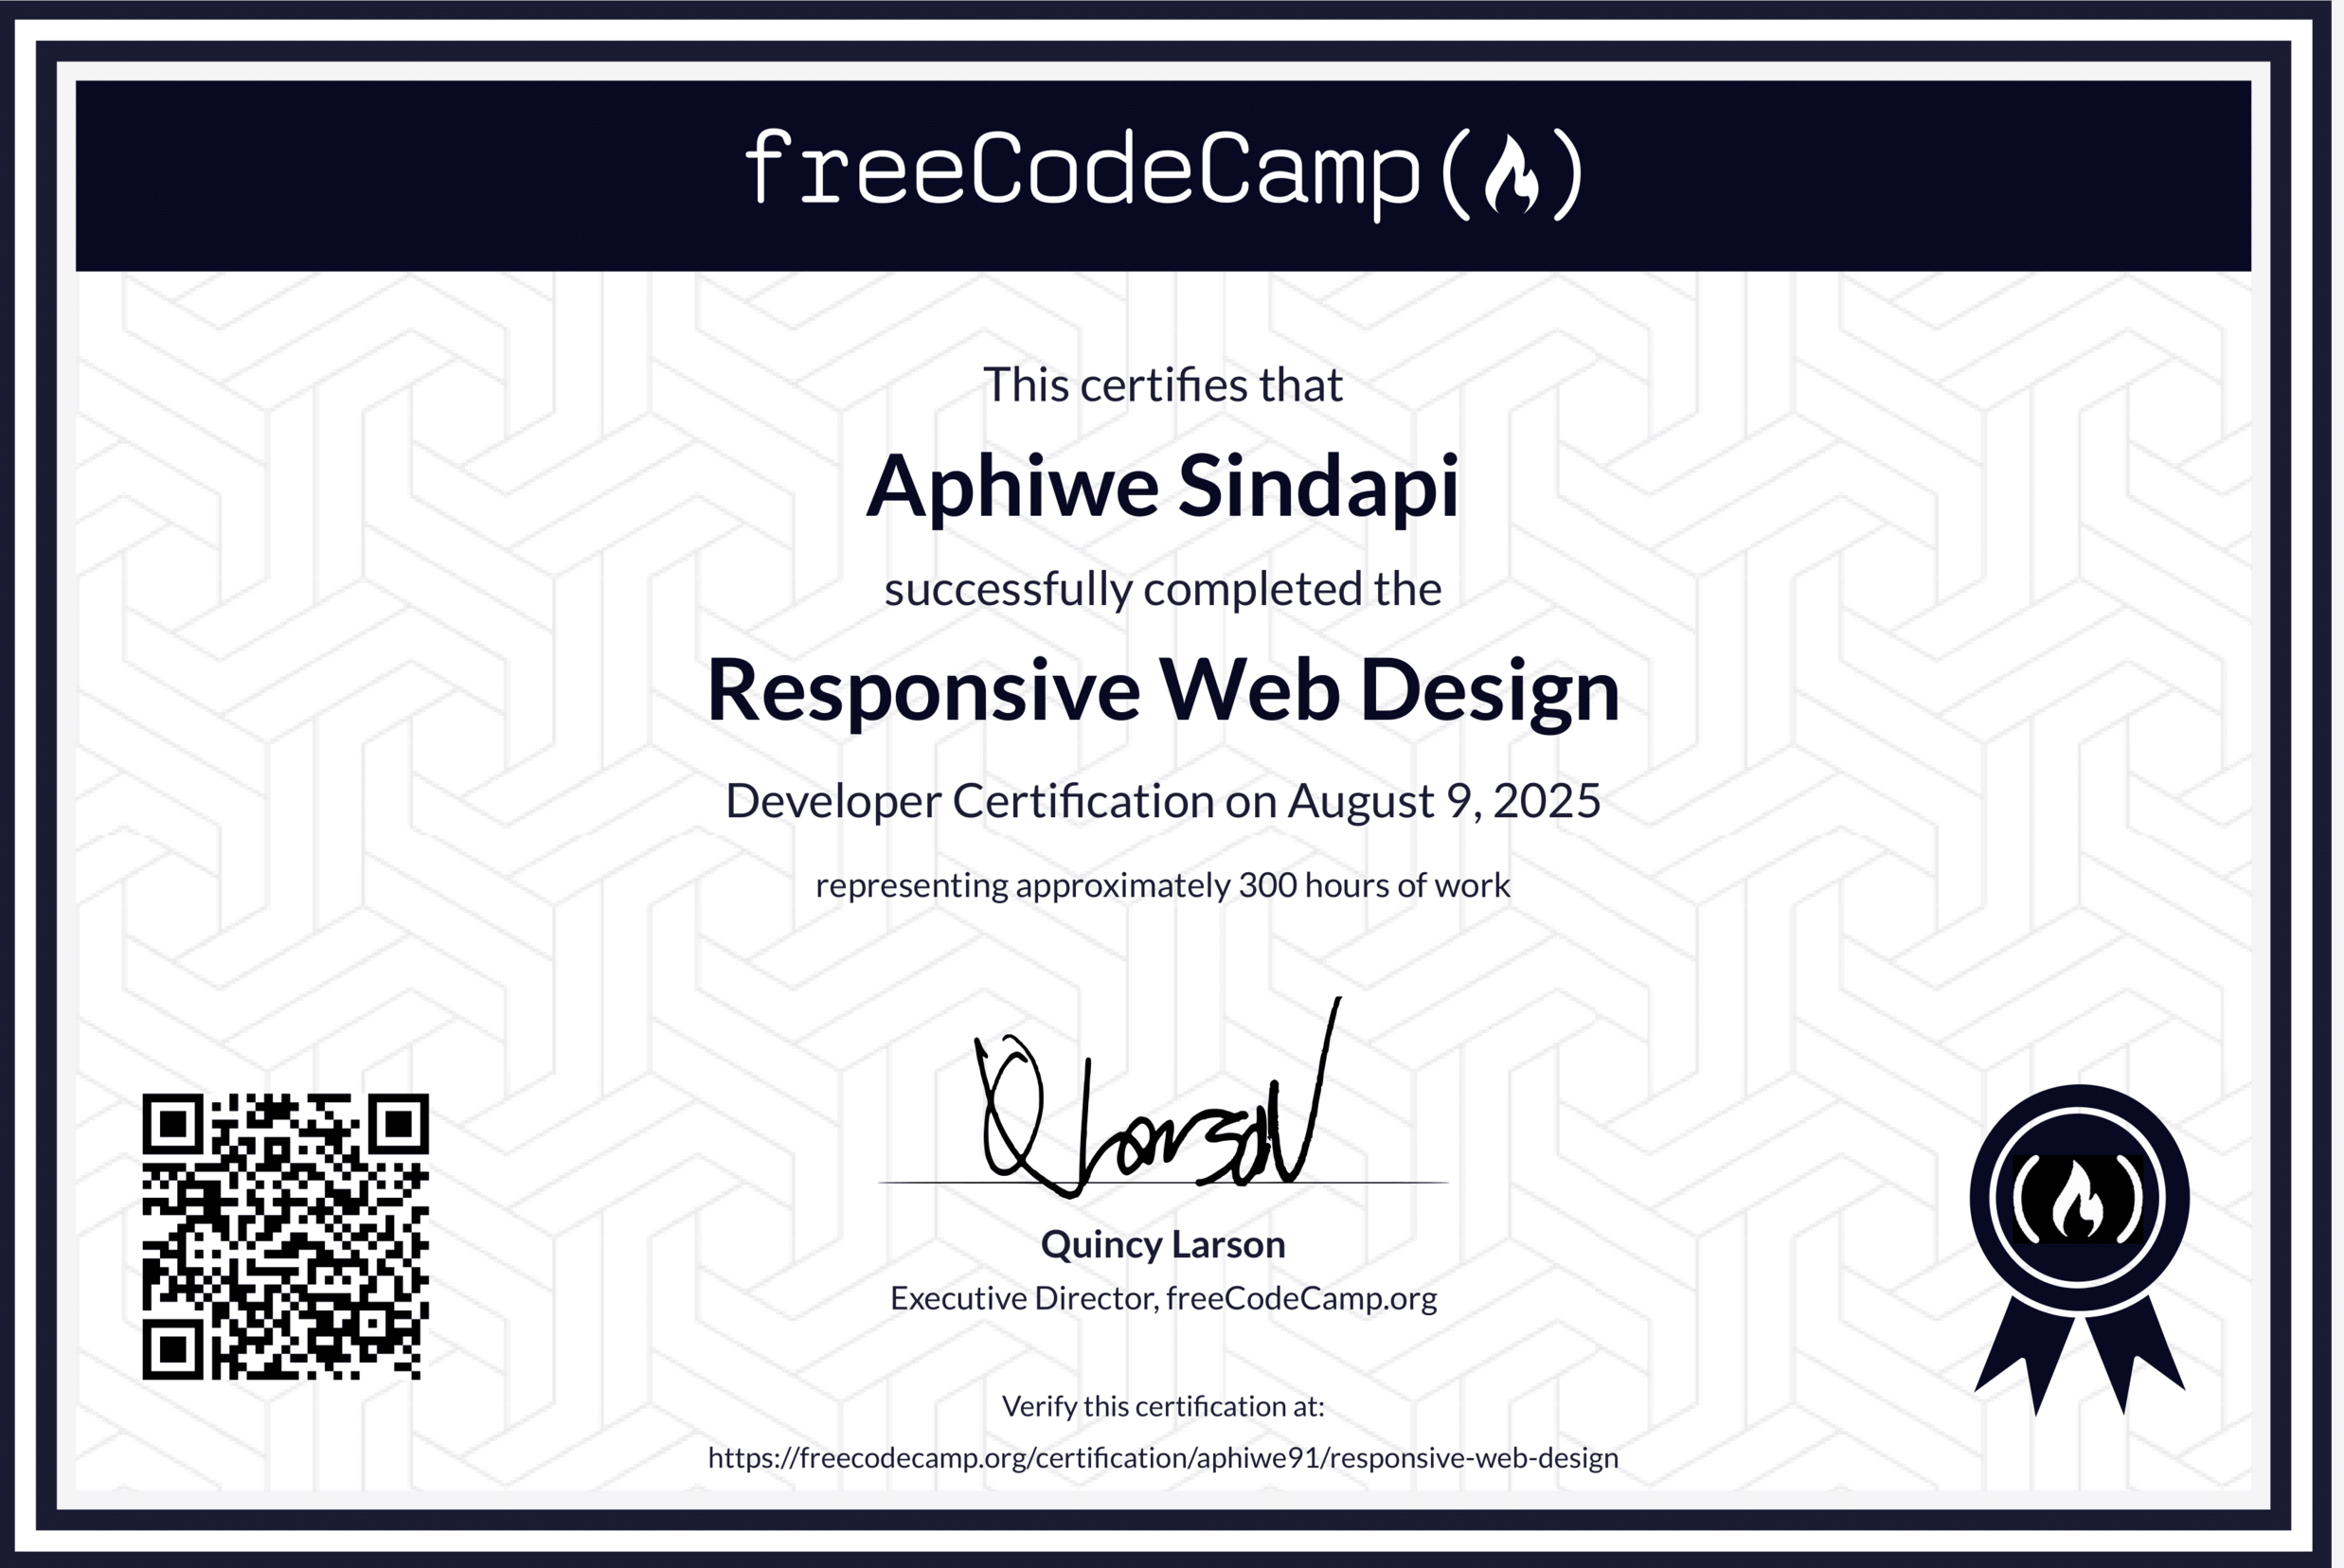 freeCodeCamp
This certifies that
Aphiwe Sindapi
successfully completed the
Responsive Web Design
Developer Certification on August 9, 2025
representing approximately 300 hours of work
Quincy Larson
Executive Director, freeCodeCamp.org
Verify this certification at:
https://freecodecamp.org/certification/aphiwe91/responsive-web-design